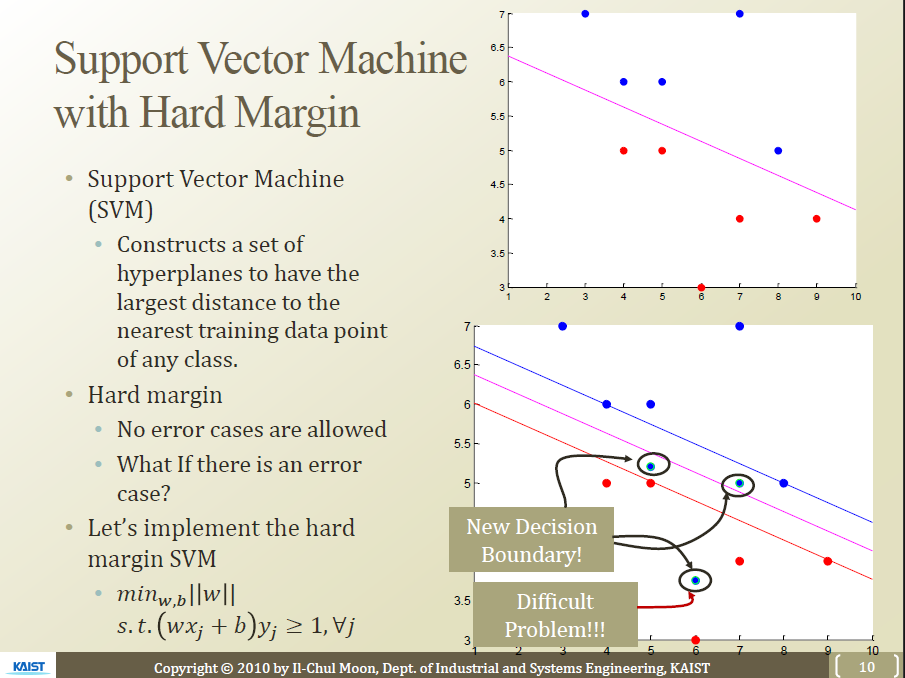 Support Vector Machine
with Hard Margin
• Support Vector Machine
(SVM)
• Constructs a set of
hyperplanes to have the
largest distance to the
nearest training data point
of any class.
• Hard margin
• No error cases are allowed
• What If there is an error
case?
• Let's implement the hard
margin SVM
• min_{w,b}||w||
s.t.(wx_j + b)y_j ≥ 1, ∀j
7
6.5
6
5.5
5
4.5
4
3.5
3
1 2 3 4 5 6 7 8 9 10
7
6.5
6
5.5
5
New Decision
Boundary!
3.5
Difficult
Problem!!!
3
1 2 3 4 5 6 7 8 9 10
KAIST
Copyright © 2010 by Il-Chul Moon, Dept. of Industrial and Systems Engineering, KAIST
10